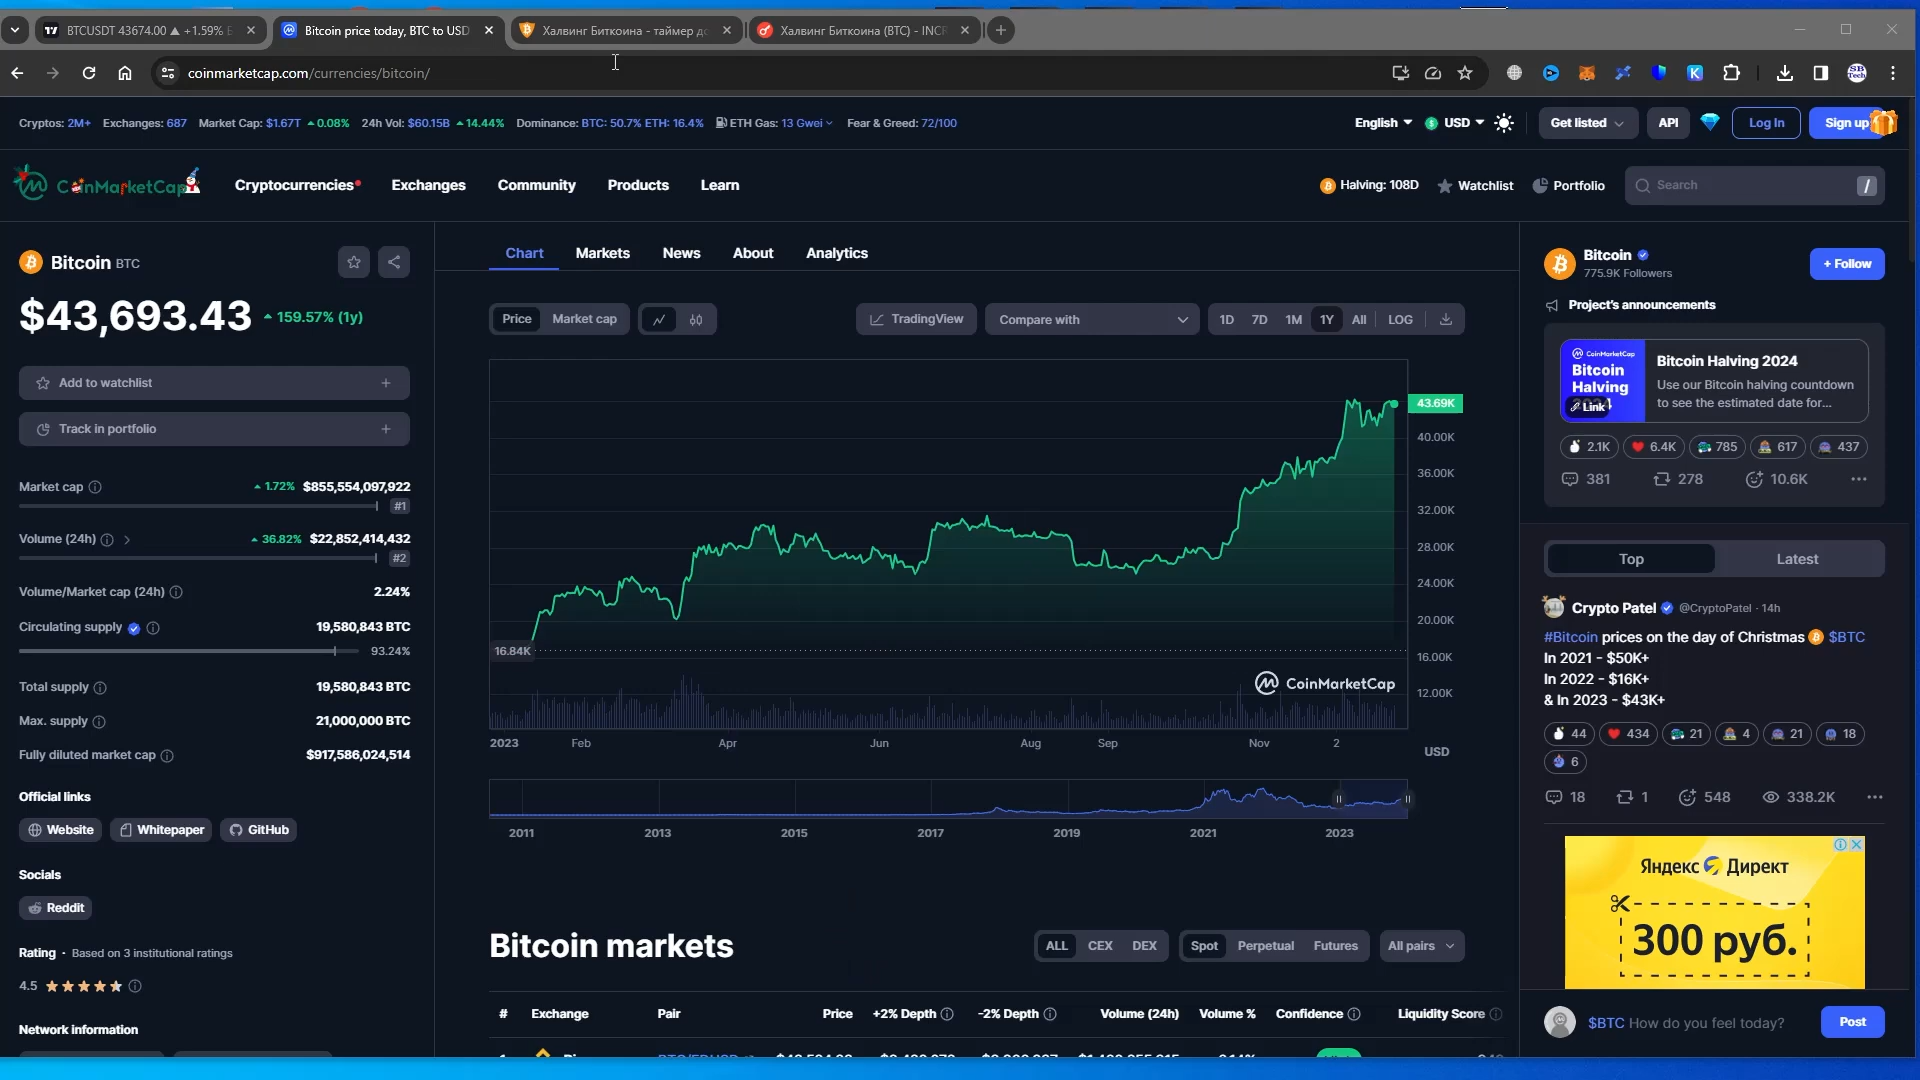 BTCUSDT 43674.00 ▲ +1.59%
Bitcoin price today, BTC to USD
Халвинг Биткоина - таймер до
Халвинг Биткоина (BTC) - INCR
coinmarketcap.com/currencies/bitcoin/
Cryptos: 2M+ Exchanges: 687 Market Cap: $1.67T 0.08% 24h Vol: $60.15B 14.44% Dominance: BTC: 50.7% ETH: 16.4% ETH Gas: 13 Gwei Fear & Greed: 72/100
English USD Get listed API Log In Sign up
CoinMarketCap Cryptocurrencies Exchanges Community Products Learn
Halving: 108D Watchlist Portfolio Search /
Bitcoin BTC
$43,693.43 159.57% (1y)
Add to watchlist +
Track in portfolio +
Market cap 1.72% $855,554,097,922
#1
Volume (24h) 36.82% $22,852,414,432
#2
Volume/Market cap (24h) 2.24%
Circulating supply 19,580,843 BTC
93.24%
Total supply 19,580,843 BTC
Max. supply 21,000,000 BTC
Fully diluted market cap $917,586,024,514
Official links
Website Whitepaper GitHub
Socials
Reddit
Rating · Based on 3 institutional ratings
4.5
Network information
Chart Markets News About Analytics
Price Market cap TradingView Compare with 1D 7D 1M 1Y All LOG
43.69K
40.00K
36.00K
32.00K
28.00K
24.00K
20.00K
16.84K
16.00K
12.00K
CoinMarketCap
2023 Feb Apr Jun Aug Sep Nov 2
USD
2011 2013 2015 2017 2019 2021 2023
Bitcoin markets
ALL CEX DEX Spot Perpetual Futures All pairs
# Exchange Pair Price +2% Depth -2% Depth Volume (24h) Volume % Confidence Liquidity Score
Bitcoin
775.9K Followers
+ Follow
Project's announcements
CoinMarketCap
Bitcoin
Halving
Link
Bitcoin Halving 2024
Use our Bitcoin halving countdown
to see the estimated date for...
2.1K 6.4K 785 617 437
381 278 10.6K
Top Latest
Crypto Patel @CryptoPatel · 14h
#Bitcoin prices on the day of Christmas $BTC
In 2021 - $50K+
In 2022 - $16K+
& In 2023 - $43K+
44 434 21 4 21 18
6
18 1 548 338.2K
Яндекс Директ
300 руб.
$BTC How do you feel today? Post
SB
Tech